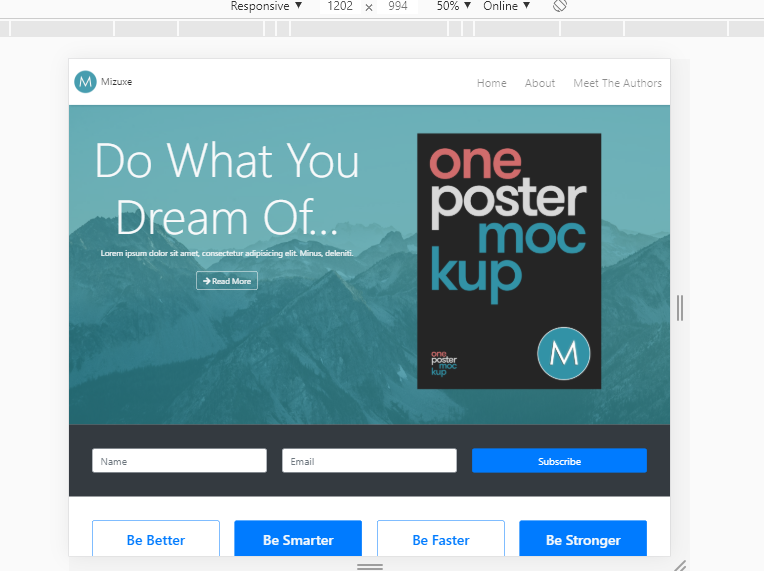 Responsive ▼ 1202 × 994 50% ▼ Online ▼
M Mizuxe Home About Meet The Authors
Do What You
Dream Of...
Lorem ipsum dolor sit amet, consectetur adipisicing elit. Minus, deleniti.
Read More
one
poster
moc
kup
one
poster
moc
kup
M
Name Email Subscribe
Be Better Be Smarter Be Faster Be Stronger